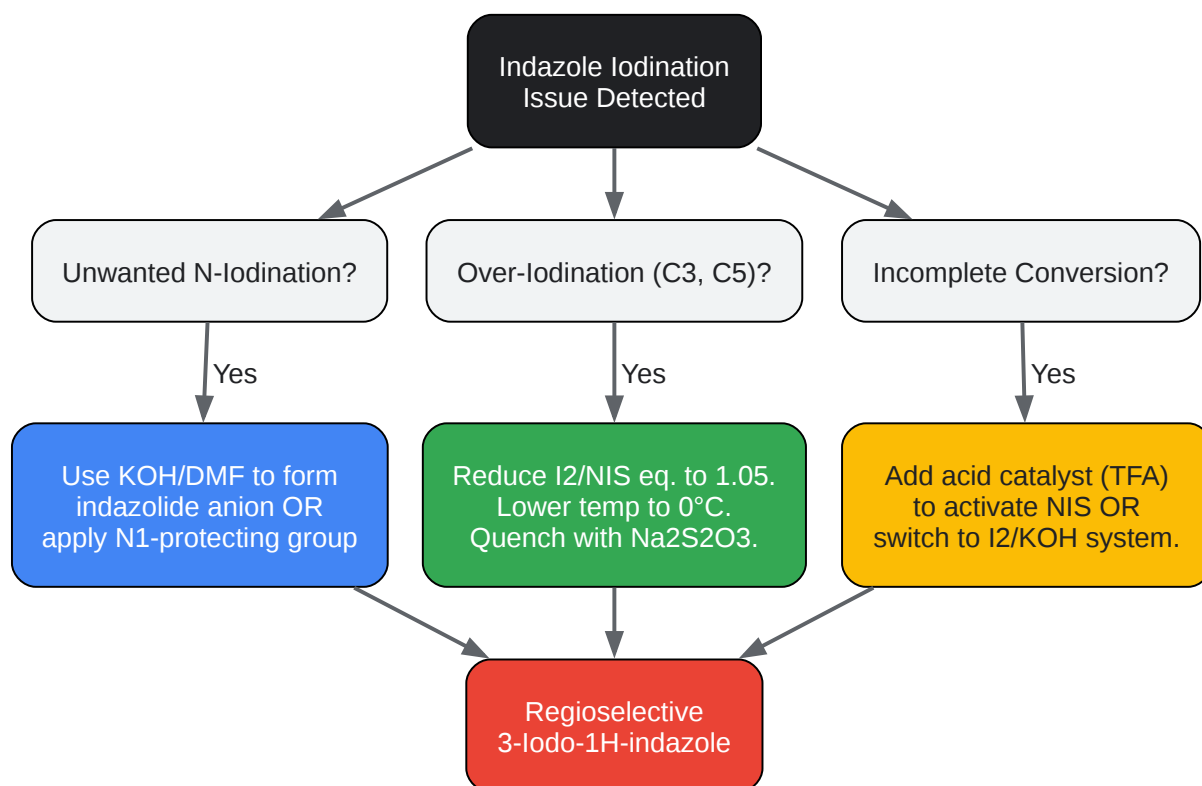 Indazole Iodination
Issue Detected
Unwanted N-Iodination?
Over-Iodination (C3, C5)?
Incomplete Conversion?
Yes
Yes
Yes
Use KOH/DMF to form
indazolide anion OR
apply N1-protecting group
Reduce I2/NIS eq. to 1.05.
Lower temp to 0°C.
Quench with Na2S2O3.
Add acid catalyst (TFA)
to activate NIS OR
switch to I2/KOH system.
Regioselective
3-Iodo-1H-indazole